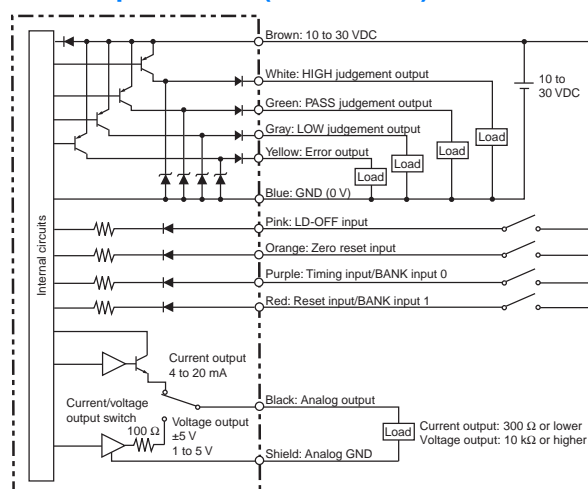 Brown: 10 to 30 VDC
White: HIGH judgement output
10 to
30 VDC
Green: PASS judgement output
Gray: LOW judgement output
Load
Load
Load
Load
Yellow: Error output
Blue: GND (0 V)
Internal circuits
Pink: LD-OFF input
Orange: Zero reset input
Purple: Timing input/BANK input 0
Red: Reset input/BANK input 1
Current output
4 to 20 mA
Current/voltage
output switch
100 Ω
Voltage output
±5 V
1 to 5 V
Black: Analog output
Load
Current output: 300 Ω or lower
Voltage output: 10 kΩ or higher
Shield: Analog GND